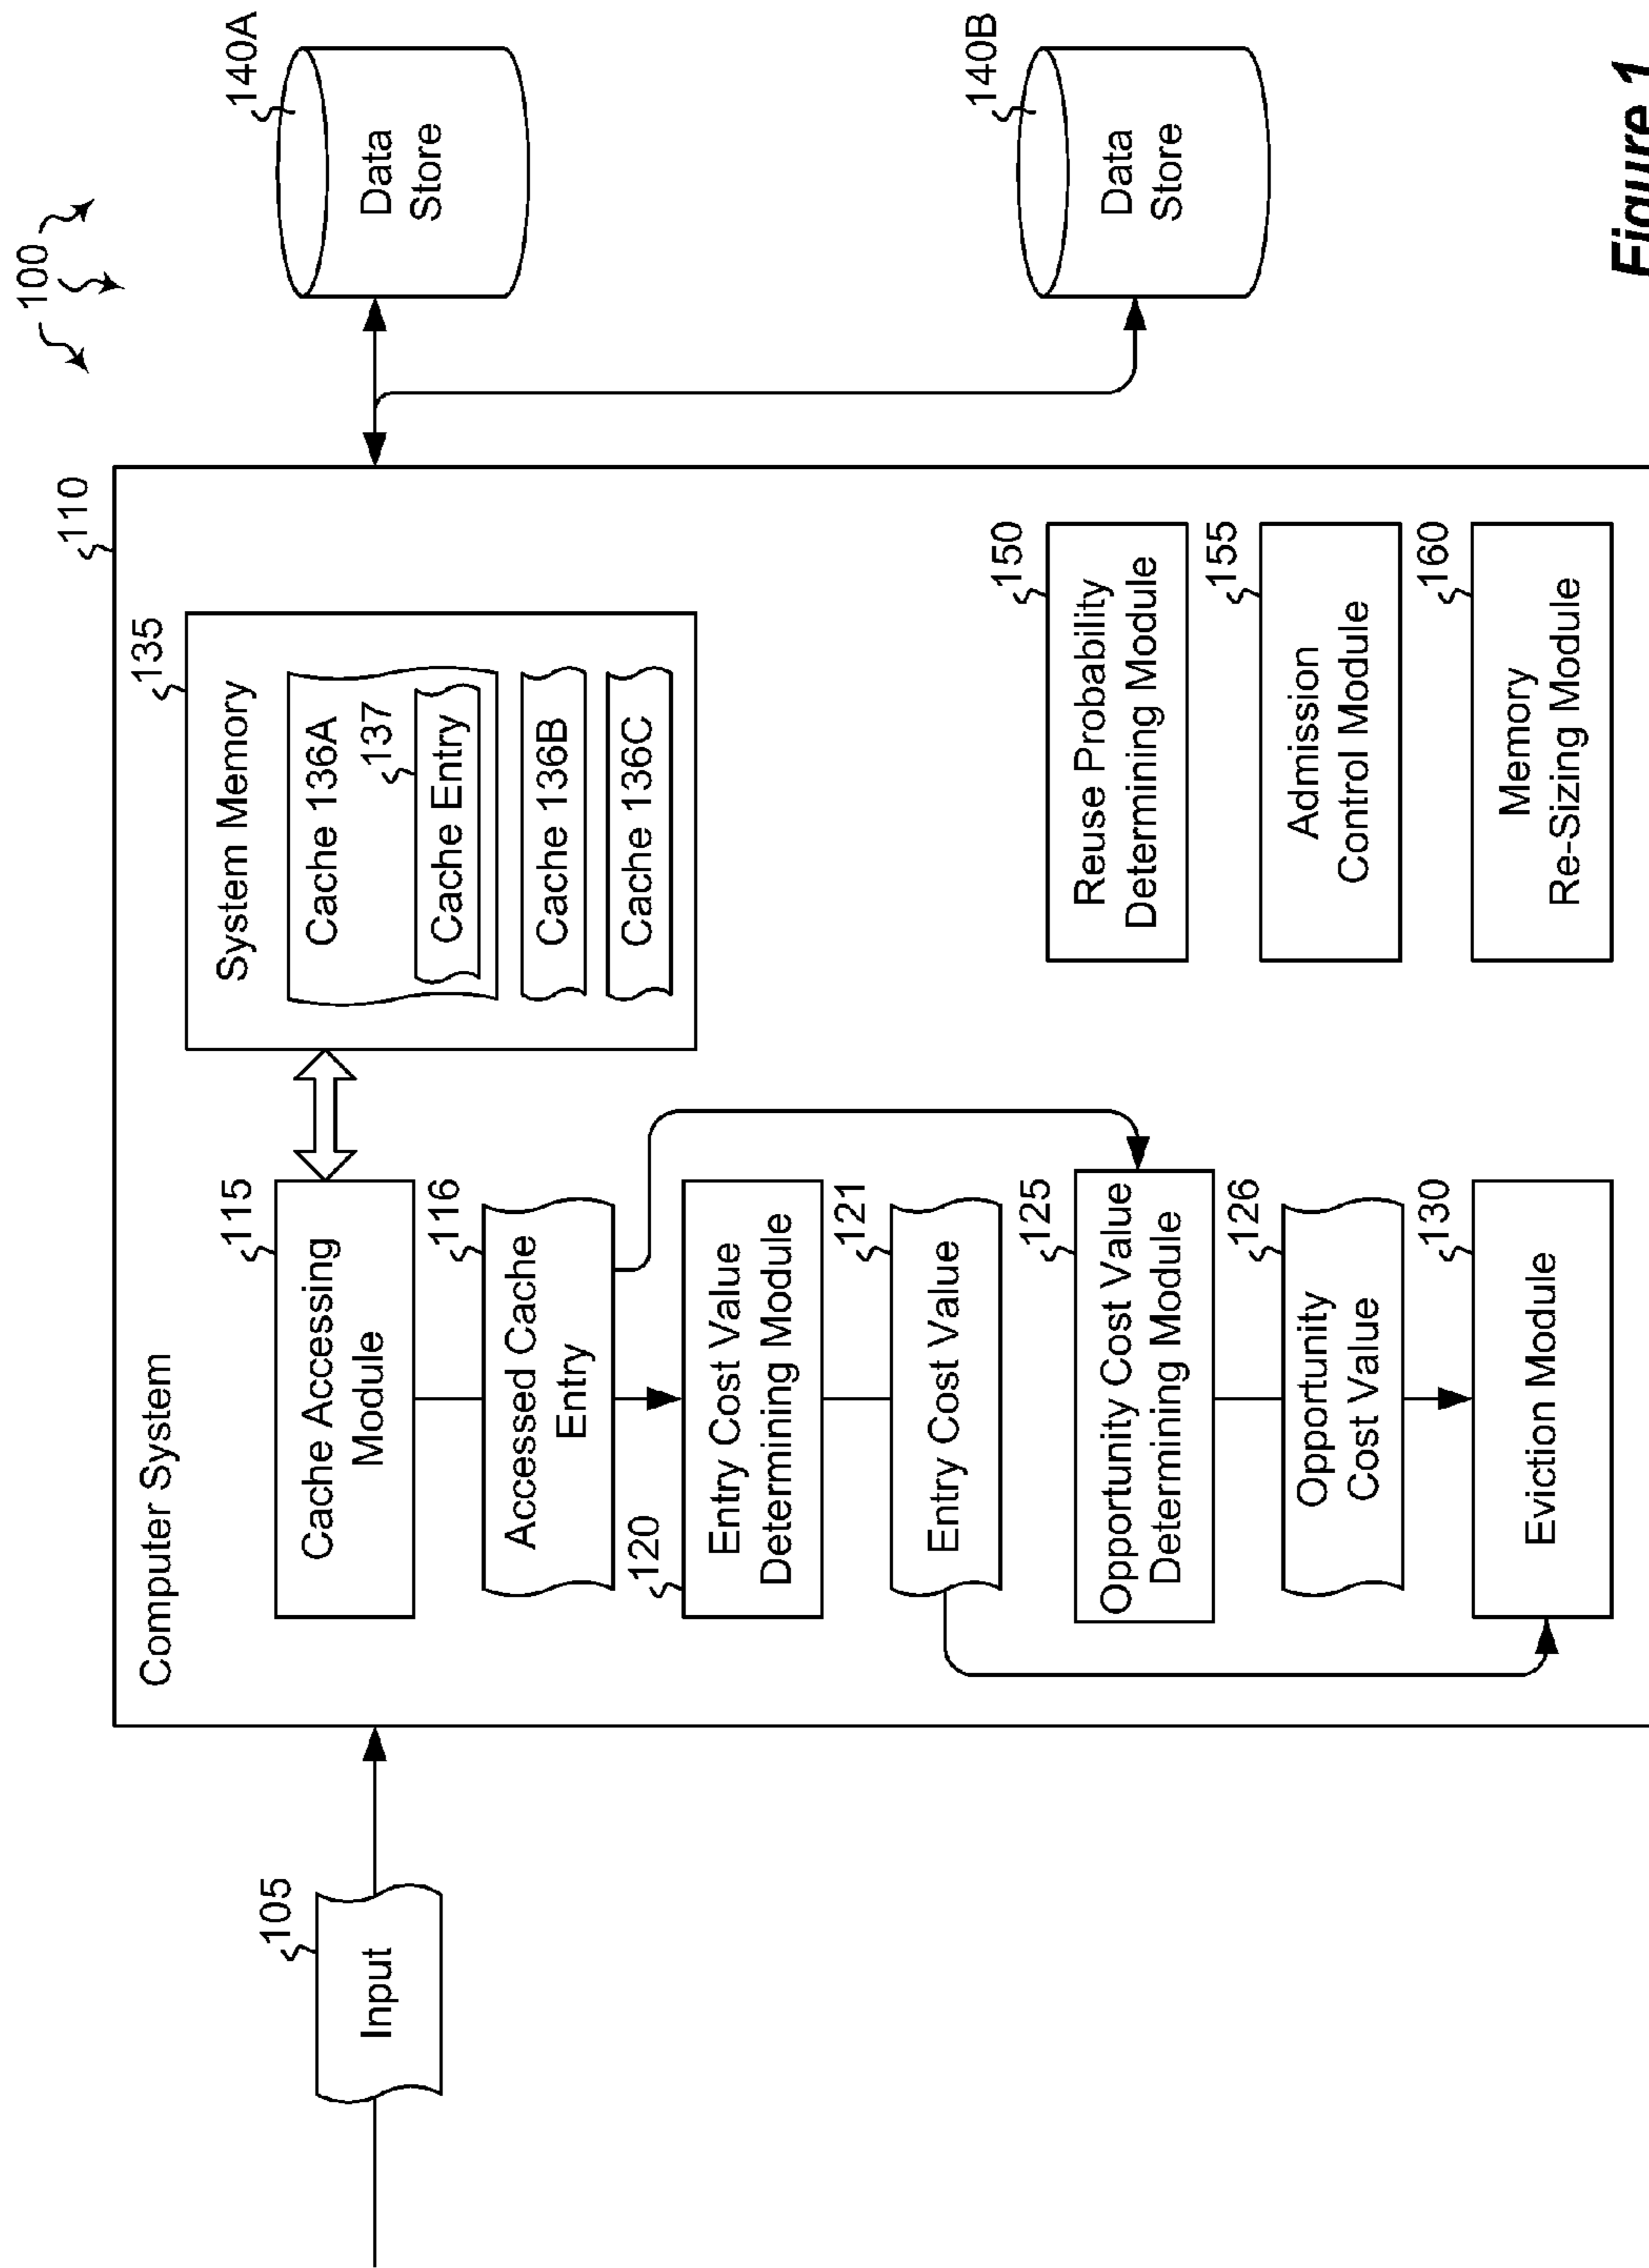 100
110
Computer System
105
Input
115
Cache Accessing
Module
116
Accessed Cache
Entry
120
Entry Cost Value
Determining Module
121
Entry Cost Value
125
Opportunity Cost Value
Determining Module
126
Opportunity
Cost Value
130
Eviction Module
135
System Memory
Cache 136A
137
Cache Entry
Cache 136B
Cache 136C
150
Reuse Probability
Determining Module
155
Admission
Control Module
160
Memory
Re-Sizing Module
140A
Data
Store
140B
Data
Store
Figure 1